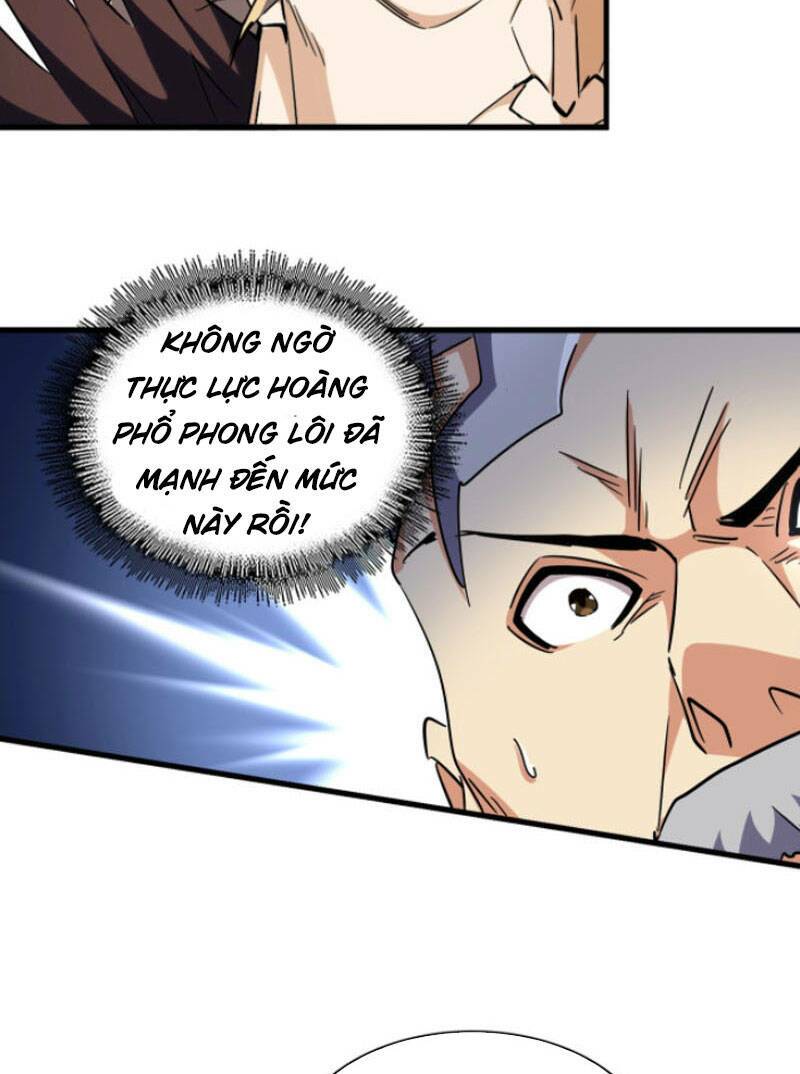 KHÔNG NGỜ
THỰC LỰC HOÀNG
PHỔ PHONG LÔI ĐÃ
MẠNH ĐẾN MỨC
NÀY RỒI!